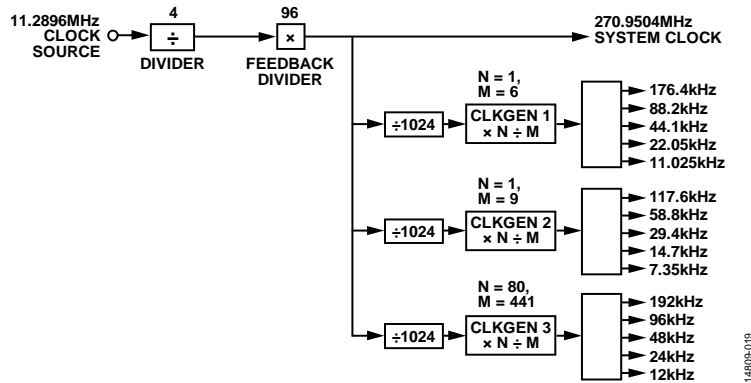 4
96
11.2896MHz
CLOCK
SOURCE
÷
×
270.9504MHz
SYSTEM CLOCK
DIVIDER
FEEDBACK
DIVIDER
N = 1,
M = 6
÷1024
CLKGEN 1
× N ÷ M
176.4kHz
88.2kHz
44.1kHz
22.05kHz
11.025kHz
N = 1,
M = 9
÷1024
CLKGEN 2
× N ÷ M
117.6kHz
58.8kHz
29.4kHz
14.7kHz
7.35kHz
N = 80,
M = 441
÷1024
CLKGEN 3
× N ÷ M
192kHz
96kHz
48kHz
24kHz
12kHz
14809-019